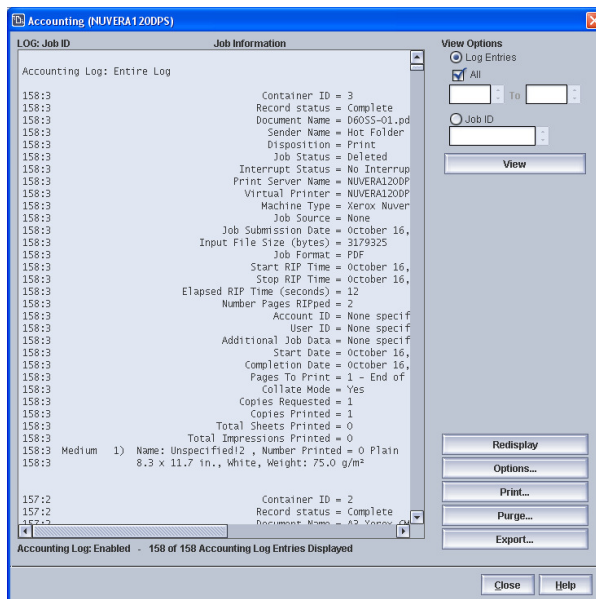 Accounting (NUVERA120DPS)
LOG: Job ID Job Information
Accounting Log: Entire Log
158:3 Container ID = 3
158:3 Record status = Complete
158:3 Document Name = D60SS-01.pd
158:3 Sender Name = Hot Folder
158:3 Disposition = Print
158:3 Job Status = Deleted
158:3 Interrupt Status = No Interrup
158:3 Print Server Name = NUVERA120DP
158:3 Virtual Printer = NUVERA120DP
158:3 Machine Type = Xerox Nuver
158:3 Job Source = None
158:3 Job Submission Date = October 16,
158:3 Input File Size (bytes) = 3179325
158:3 Job Format = PDF
158:3 Start RIP Time = October 16,
158:3 Stop RIP Time = October 16,
158:3 Elapsed RIP Time (seconds) = 12
158:3 Number Pages RIPped = 2
158:3 Account ID = None specif
158:3 User ID = None specif
158:3 Additional Job Data = None specif
158:3 Start Date = October 16,
158:3 Completion Date = October 16,
158:3 Pages To Print = 1 - End of
158:3 Collate Mode = Yes
158:3 Copies Requested = 1
158:3 Copies Printed = 1
158:3 Total Sheets Printed = 0
158:3 Total Impressions Printed = 0
158:3 Medium 1) Name: Unspecified!2 , Number Printed = 0 Plain
158:3 8.3 x 11.7 in., White, Weight: 75.0 g/m²
157:2 Container ID = 2
157:2 Record status = Complete
157:2 Document Name = A3 Xerox CM
Accounting Log: Enabled - 158 of 158 Accounting Log Entries Displayed
View Options
Log Entries
All
To
Job ID
View
Redisplay
Options...
Print...
Purge...
Export...
Close Help